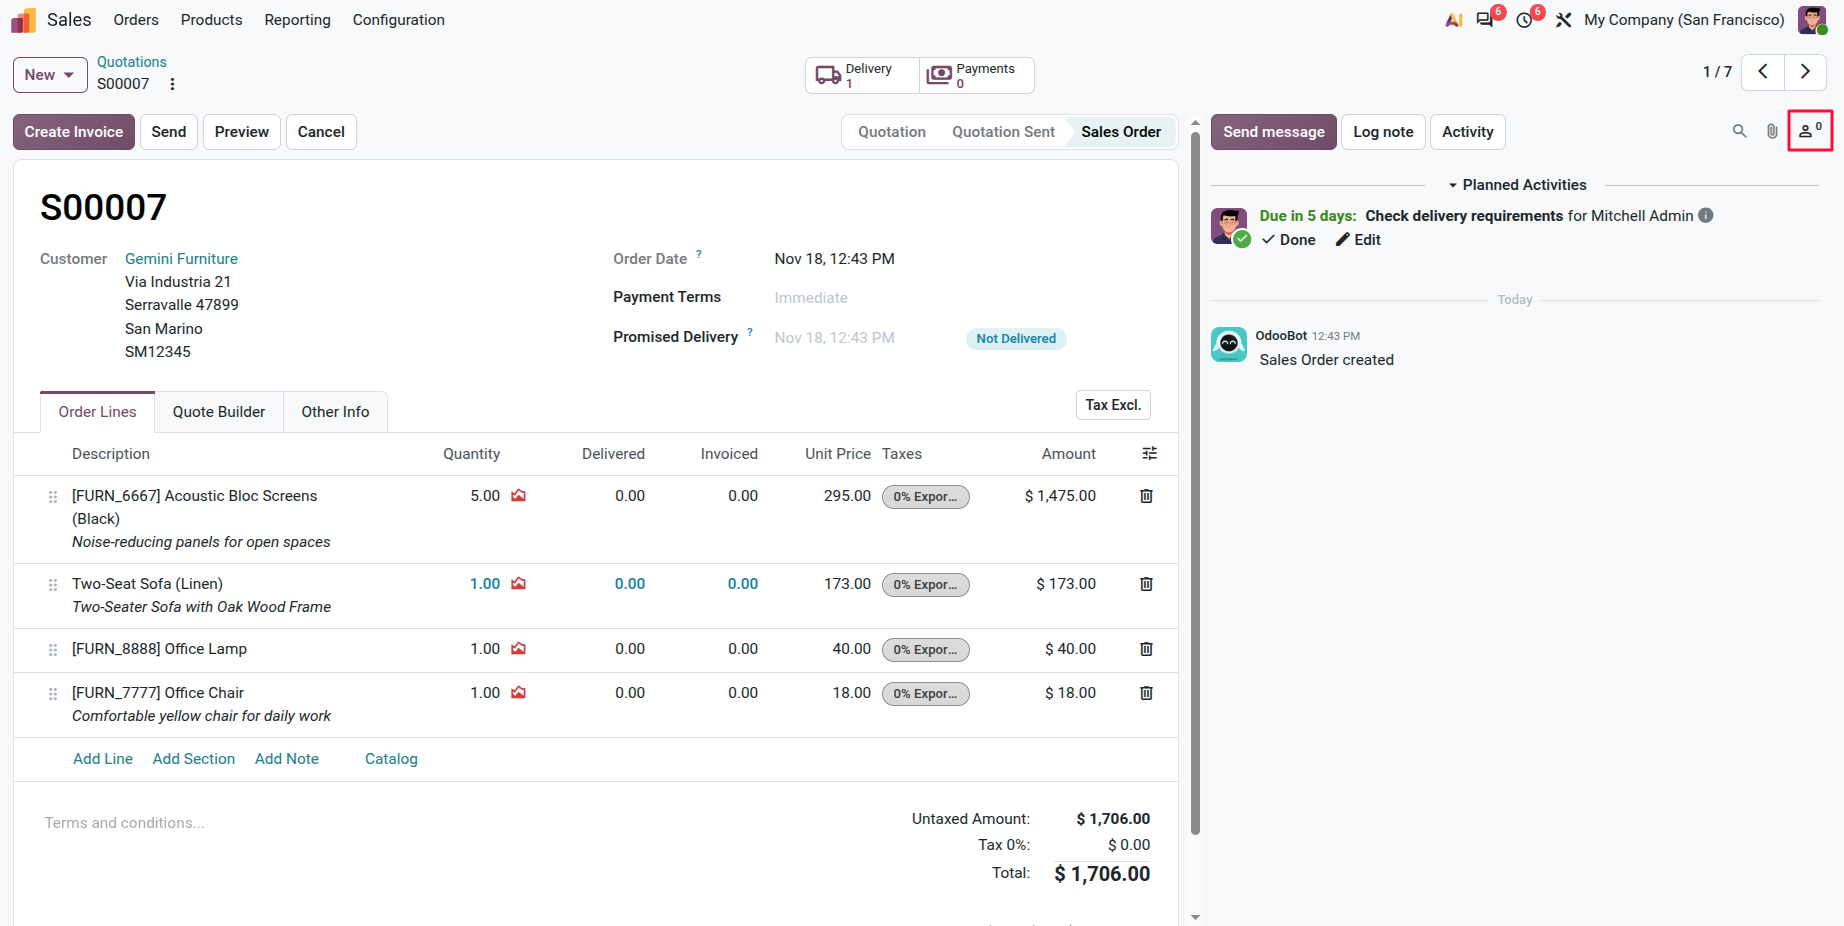 Sales Orders Products Reporting Configuration
AI 6 6 My Company (San Francisco)
New
Quotations
S00007
Delivery
1
Payments
0
1 / 7
Create Invoice Send Preview Cancel
Quotation Quotation Sent Sales Order
Send message Log note Activity
0
S00007
Customer Gemini Furniture
Via Industria 21
Serravalle 47899
San Marino
SM12345
Order Date ? Nov 18, 12:43 PM
Payment Terms Immediate
Promised Delivery ? Nov 18, 12:43 PM Not Delivered
Order Lines Quote Builder Other Info
Tax Excl.
Description Quantity Delivered Invoiced Unit Price Taxes Amount
[FURN_6667] Acoustic Bloc Screens 5.00 0.00 0.00 295.00 0% Expor... $ 1,475.00
(Black)
Noise-reducing panels for open spaces
Two-Seat Sofa (Linen) 1.00 0.00 0.00 173.00 0% Expor... $ 173.00
Two-Seater Sofa with Oak Wood Frame
[FURN_8888] Office Lamp 1.00 0.00 0.00 40.00 0% Expor... $ 40.00
[FURN_7777] Office Chair 1.00 0.00 0.00 18.00 0% Expor... $ 18.00
Comfortable yellow chair for daily work
Add Line Add Section Add Note Catalog
Terms and conditions...
Untaxed Amount: $ 1,706.00
Tax 0%: $ 0.00
Total: $ 1,706.00
Planned Activities
Due in 5 days: Check delivery requirements for Mitchell Admin
Done Edit
Today
OdooBot 12:43 PM
Sales Order created